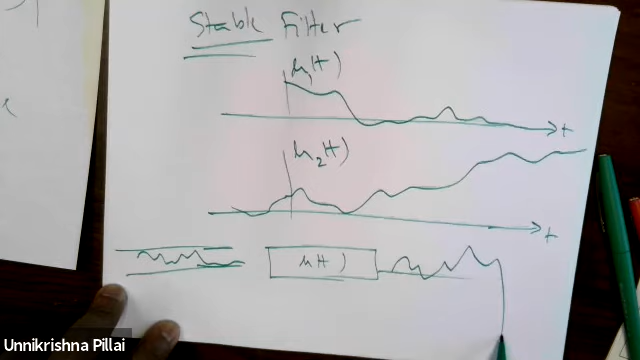 Stable Filter
h₁(t)
t
h₂(t)
t
h(t)
Unnikrishna Pillai